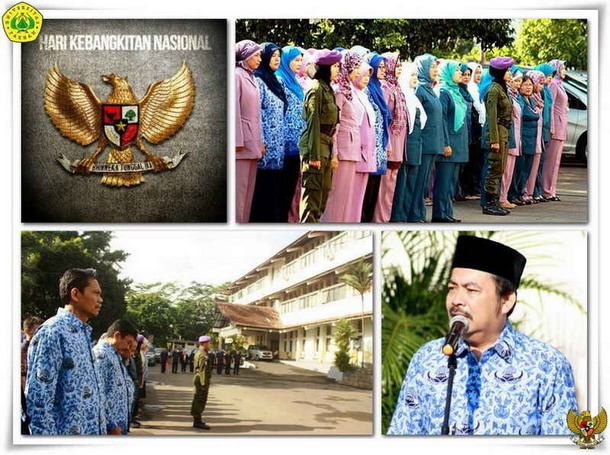 HARI KEBANGKITAN NASIONAL
BHINNEKA TUNGGAL IKA